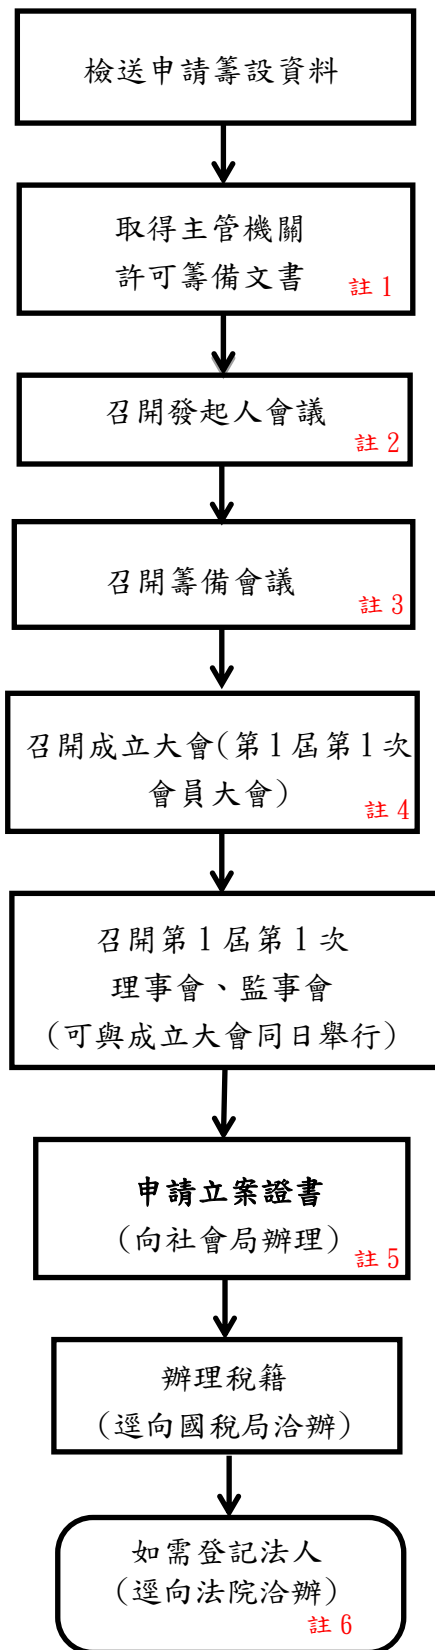 檢送申請籌設資料
取得主管機關
許可籌備文書
註 1
召開發起人會議
註 2
召開籌備會議
註 3
召開成立大會(第 1 屆第 1 次
會員大會)
註 4
召開第 1 屆第 1 次
理事會、監事會
(可與成立大會同日舉行)
申請立案證書
(向社會局辦理)
註 5
辦理稅籍
(逕向國稅局洽辦)
如需登記法人
(逕向法院洽辦)
註 6